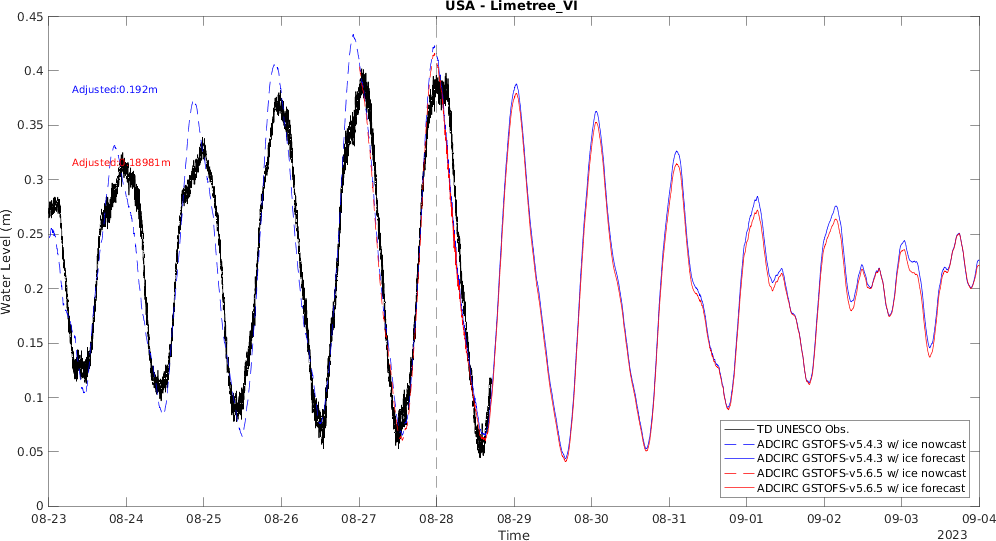 USA - Limetree_VI
0.45
0.4
0.35
0.3
0.25
0.2
0.15
0.1
0.05
0
Water Level (m)
Adjusted:0.192m
Adjusted:0.18981m
TD UNESCO Obs.
ADCIRC GSTOFS-v5.4.3 w/ ice nowcast
ADCIRC GSTOFS-v5.4.3 w/ ice forecast
ADCIRC GSTOFS-v5.6.5 w/ ice nowcast
ADCIRC GSTOFS-v5.6.5 w/ ice forecast
08-23 08-24 08-25 08-26 08-27 08-28 08-29 08-30 08-31 09-01 09-02 09-03 09-04
Time
2023